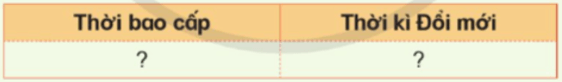 Thời bao cấp Thời kì Đổi mới
? ?